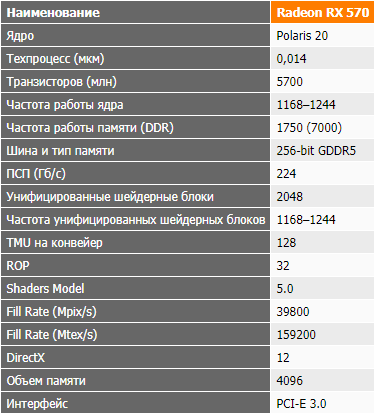 Наименование Radeon RX 570
Ядро Polaris 20
Техпроцесс (мкм) 0,014
Транзисторов (млн) 5700
Частота работы ядра 1168–1244
Частота работы памяти (DDR) 1750 (7000)
Шина и тип памяти 256-bit GDDR5
ПСП (Гб/с) 224
Унифицированные шейдерные блоки 2048
Частота унифицированных шейдерных блоков 1168–1244
TMU на конвейер 128
ROP 32
Shaders Model 5.0
Fill Rate (Mpix/s) 39800
Fill Rate (Mtex/s) 159200
DirectX 12
Объем памяти 4096
Интерфейс PCI-E 3.0